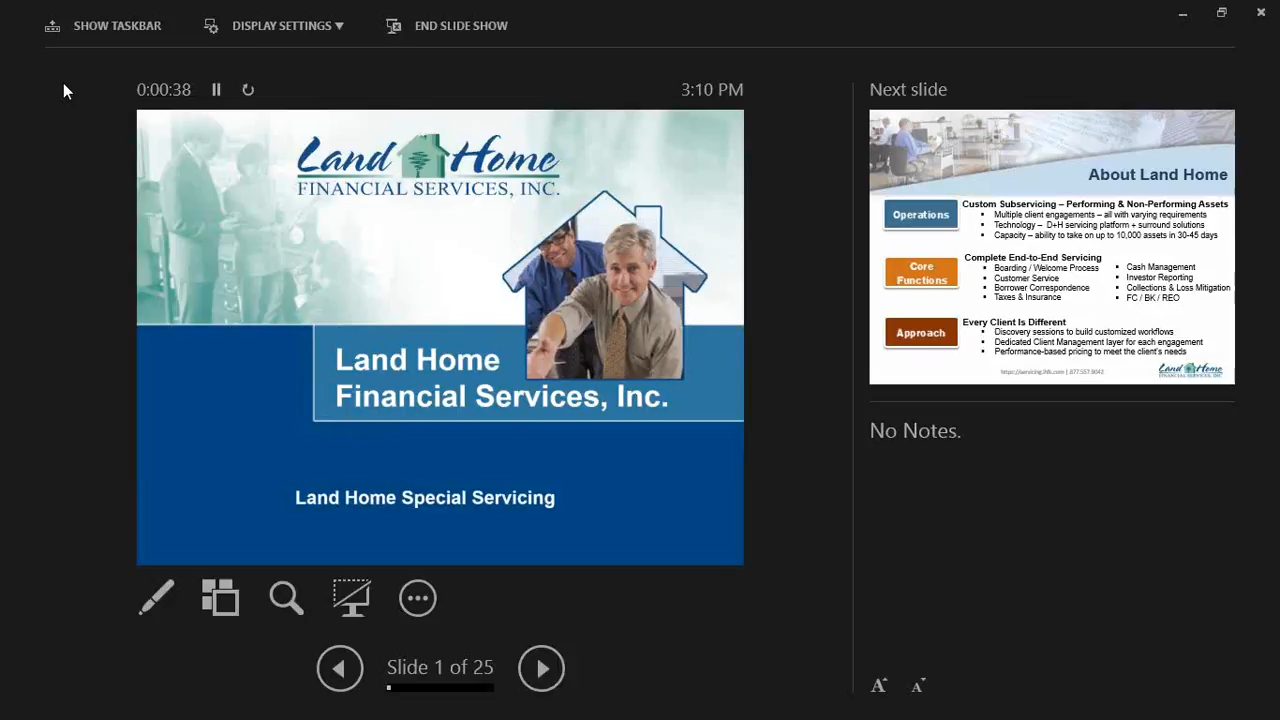 SHOW TASKBAR
DISPLAY SETTINGS
END SLIDE SHOW
0:00:38
3:10 PM
Land Home
FINANCIAL SERVICES, INC.
Land Home
Financial Services, Inc.
Land Home Special Servicing
Slide 1 of 25
Next slide
About Land Home
Operations
Custom Subservicing – Performing & Non-Performing Assets
Multiple client engagements – all with varying requirements
Technology – D+H servicing platform + surround solutions
Capacity – ability to take on up to 10,000 assets in 30-45 days
Core
Functions
Complete End-to-End Servicing
Boarding / Welcome Process
Customer Service
Borrower Correspondence
Taxes & Insurance
Cash Management
Investor Reporting
Collections & Loss Mitigation
FC / BK / REO
Approach
Every Client Is Different
Discovery sessions to build customized workflows
Dedicated Client Management layer for each engagement
Performance-based pricing to meet the client's needs
Land Home
FINANCIAL SERVICES, INC.
No Notes.
A A